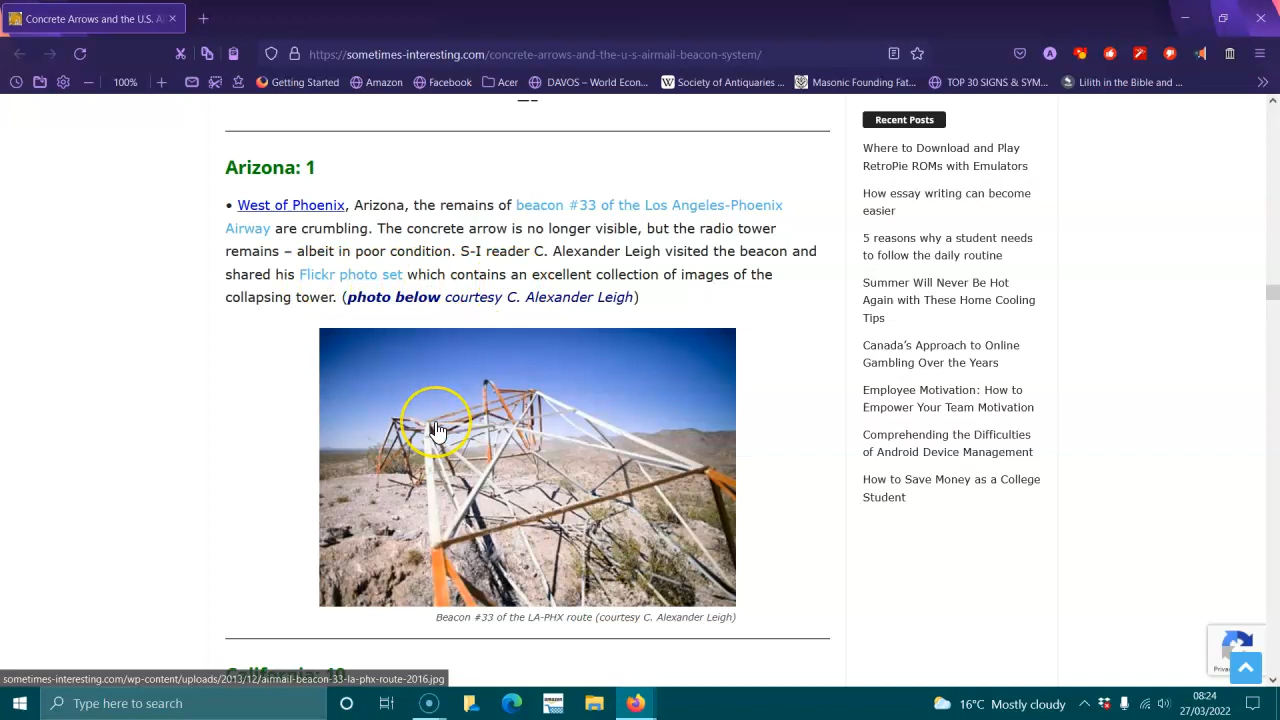 Concrete Arrows and the U.S. A
https://sometimes-interesting.com/concrete-arrows-and-the-u-s-airmail-beacon-system/
100%
Getting Started
Amazon
Facebook
Acer
DAVOS – World Econ...
Society of Antiquaries ...
Masonic Founding Fat...
TOP 30 SIGNS & SYM...
Lilith in the Bible and ...
Arizona: 1
• West of Phoenix, Arizona, the remains of beacon #33 of the Los Angeles-Phoenix
Airway are crumbling. The concrete arrow is no longer visible, but the radio tower
remains – albeit in poor condition. S-I reader C. Alexander Leigh visited the beacon and
shared his Flickr photo set which contains an excellent collection of images of the
collapsing tower. (photo below courtesy C. Alexander Leigh)
Beacon #33 of the LA-PHX route (courtesy C. Alexander Leigh)
California: 10
Recent Posts
Where to Download and Play
RetroPie ROMs with Emulators
How essay writing can become
easier
5 reasons why a student needs
to follow the daily routine
Summer Will Never Be Hot
Again with These Home Cooling
Tips
Canada’s Approach to Online
Gambling Over the Years
Employee Motivation: How to
Empower Your Team Motivation
Comprehending the Difficulties
of Android Device Management
How to Save Money as a College
Student
sometimes-interesting.com/wp-content/uploads/2013/12/airmail-beacon-33-la-phx-route-2016.jpg
Type here to search
amazon
16°C Mostly cloudy
08:24
27/03/2022